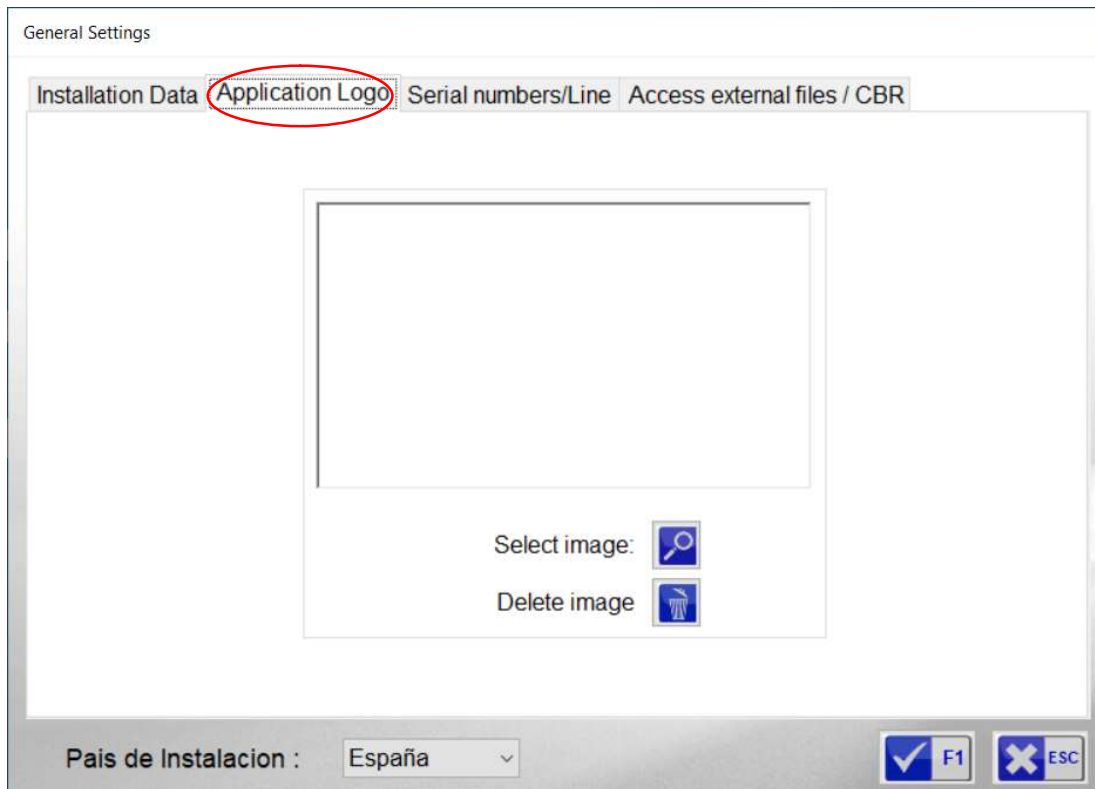 General Settings
Installation Data Application Logo Serial numbers/Line Access external files / CBR
Select image:
Delete image
Pais de Instalacion : España F1 ESC